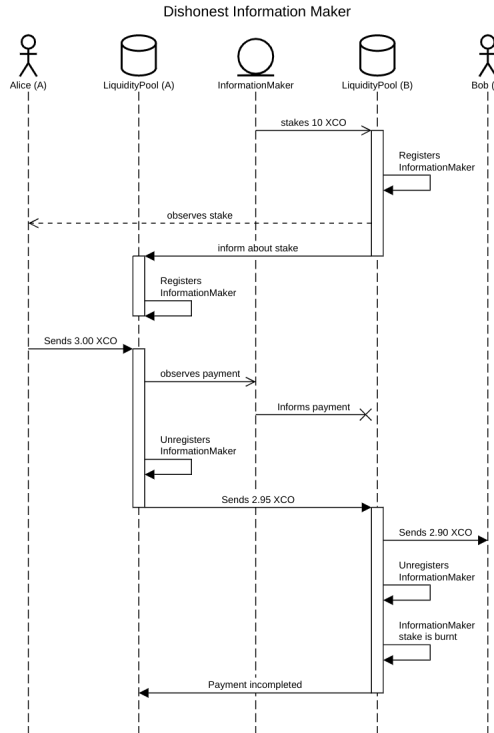 Dishonest Information Maker
Alice (A)
LiquidityPool (A)
InformationMaker
LiquidityPool (B)
Bob (
stakes 10 XCO
Registers
InformationMaker
observes stake
inform about stake
Registers
InformationMaker
Sends 3.00 XCO
observes payment
Informs payment
Unregisters
InformationMaker
Sends 2.95 XCO
Sends 2.90 XCO
Unregisters
InformationMaker
InformationMaker
stake is burnt
Payment incompleted